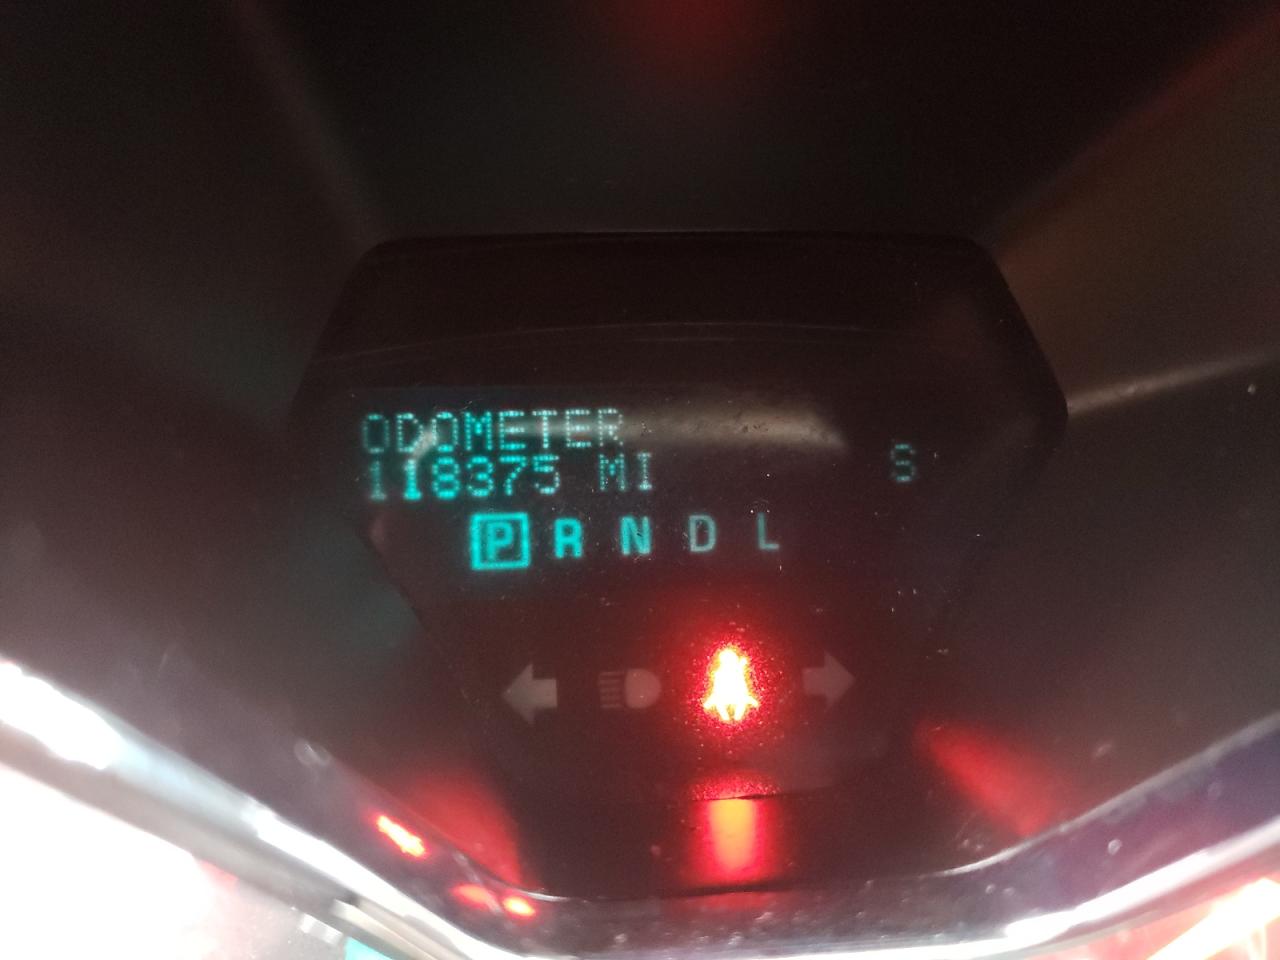 ODOMETER
118375 MI S
P R N D L